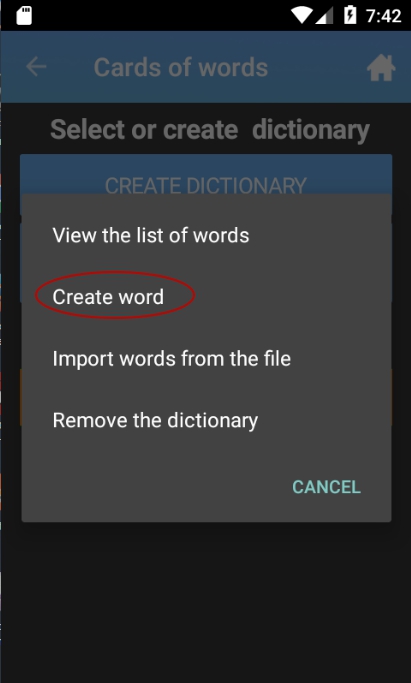 7:42
Cards of words
Select or create dictionary
CREATE DICTIONARY
View the list of words
Create word
Import words from the file
Remove the dictionary
CANCEL